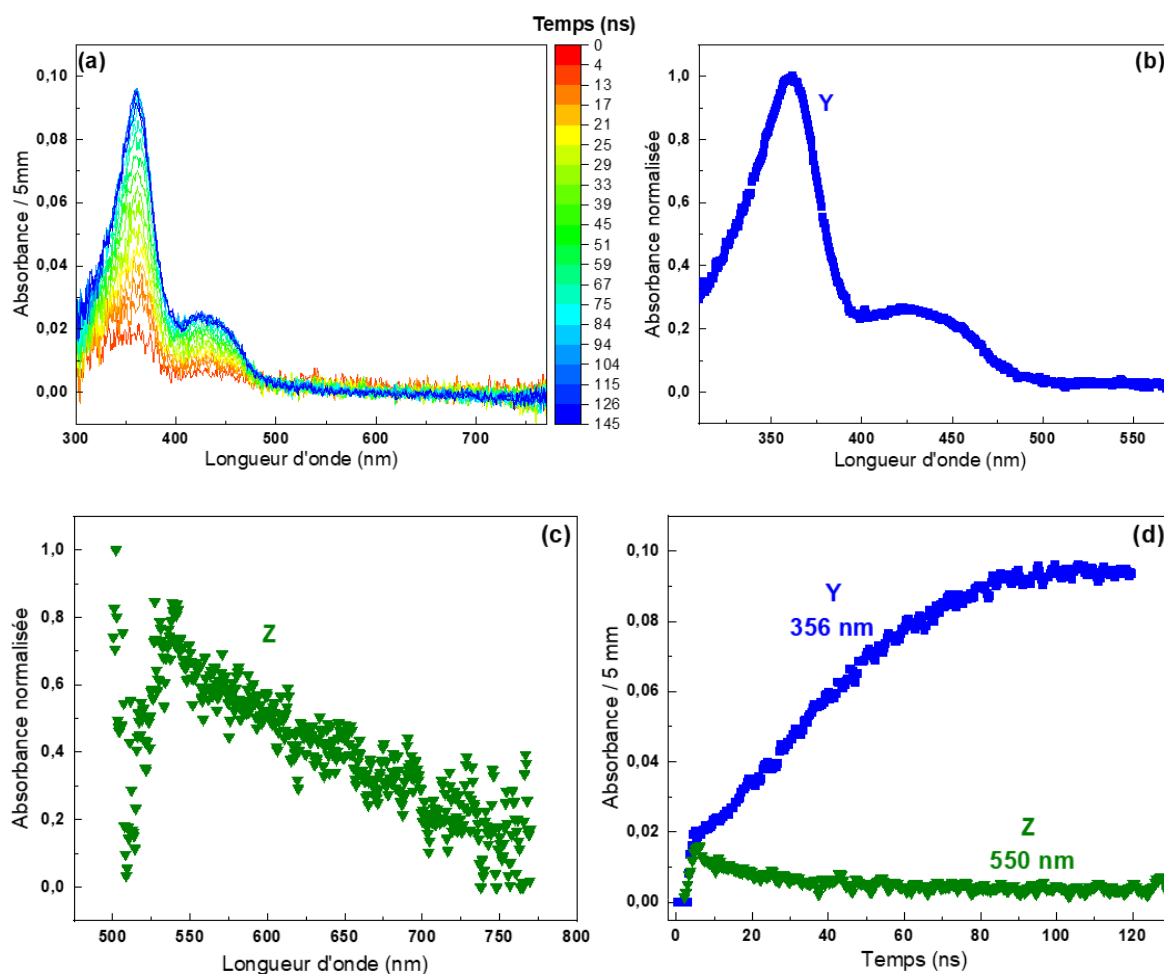 Temps (ns)
(a)
0,10
0,08
0,06
0,04
0,02
0,00
Absorbance / 5mm
300 400 500 600 700
Longueur d'onde (nm)
0
4
13
17
21
25
29
33
39
45
51
59
67
75
84
94
104
115
126
145
(b)
1,0
0,8
0,6
0,4
0,2
0,0
Absorbance normalisée
Y
350 400 450 500 550
Longueur d'onde (nm)
(c)
1,0
0,8
0,6
0,4
0,2
0,0
Absorbance normalisée
Z
500 550 600 650 700 750 800
Longueur d'onde (nm)
(d)
0,10
0,08
0,06
0,04
0,02
0,00
Absorbance / 5 mm
Y
356 nm
Z
550 nm
0 20 40 60 80 100 120
Temps (ns)